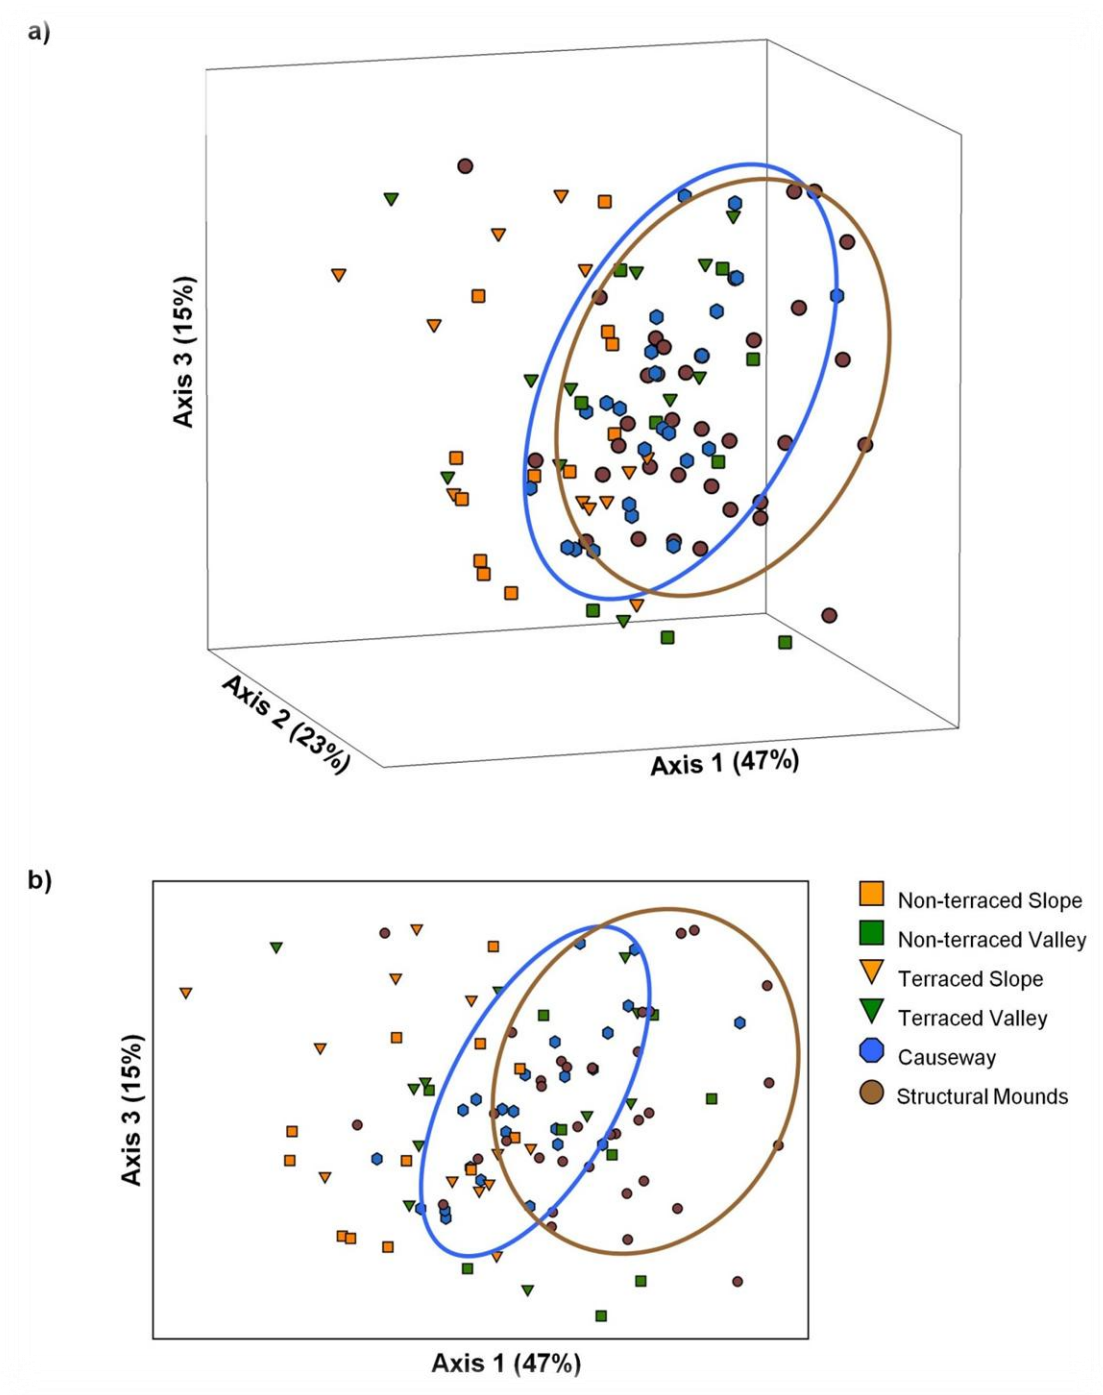 a)
Axis 3 (15%)
Axis 2 (23%)
Axis 1 (47%)
b)
Axis 3 (15%)
Axis 1 (47%)
Non-terraced Slope
Non-terraced Valley
Terraced Slope
Terraced Valley
Causeway
Structural Mounds